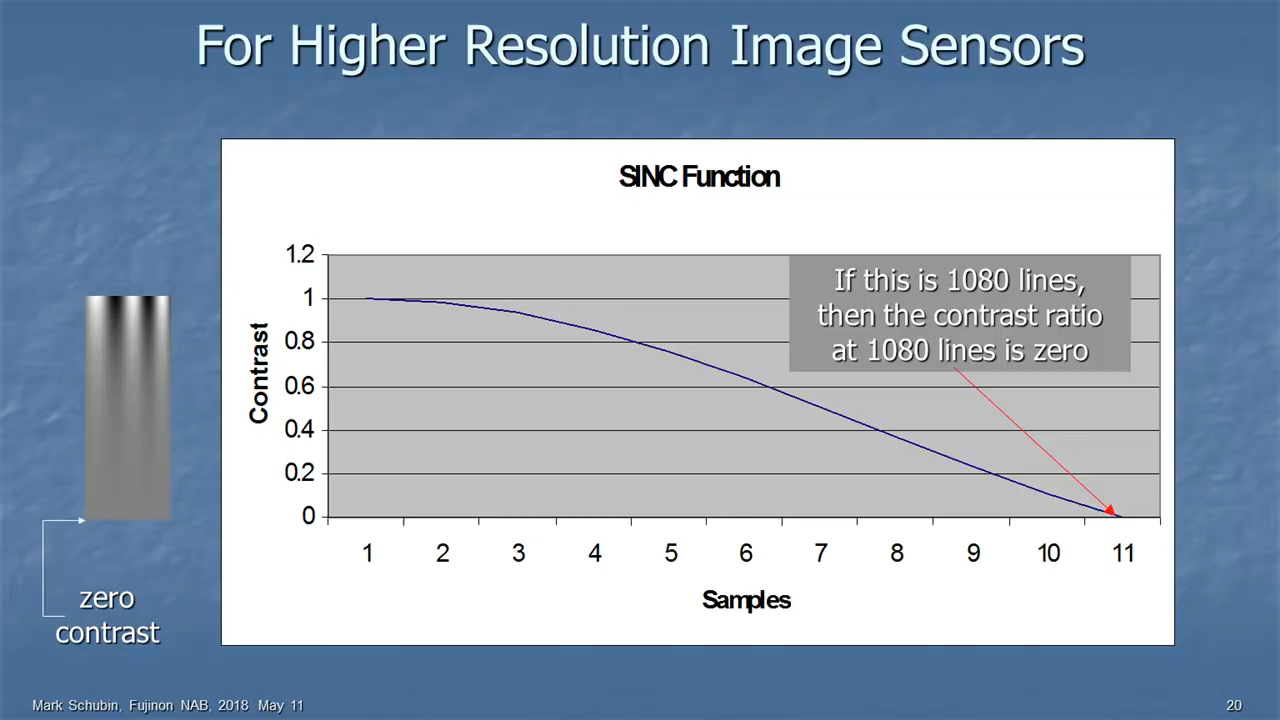 For Higher Resolution Image Sensors
SINC Function
1.2
1
0.8
0.6
0.4
0.2
0
Contrast
If this is 1080 lines,
then the contrast ratio
at 1080 lines is zero
1 2 3 4 5 6 7 8 9 10 11
Samples
zero
contrast
Mark Schubin, Fujinon NAB, 2018 May 11
20